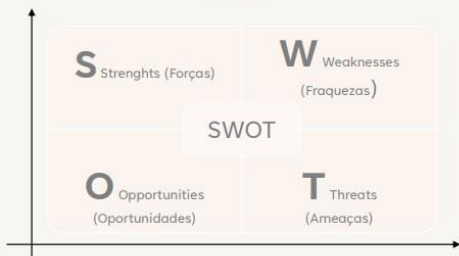 S Strenghts (Forças)
W Weaknesses
(Fraquezas)
SWOT
O Opportunities
(Oportunidades)
T Threats
(Ameaças)